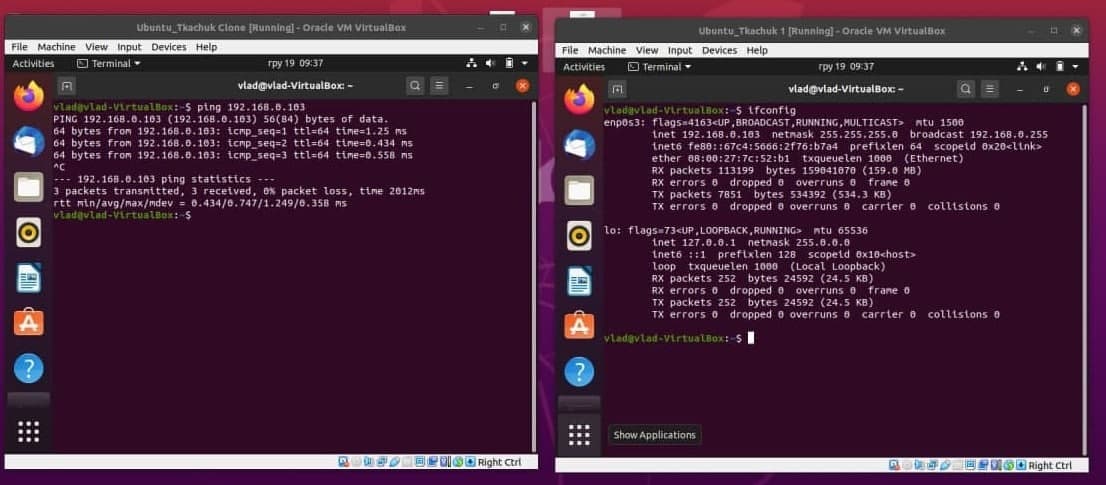 Ubuntu_Tkachuk Clone [Running] - Oracle VM VirtualBox
File Machine View Input Devices Help
Activities Terminal гру 19 09:37
vlad@vlad-VirtualBox: ~
vlad@vlad-VirtualBox:~$ ping 192.168.0.103
PING 192.168.0.103 (192.168.0.103) 56(84) bytes of data.
64 bytes from 192.168.0.103: icmp_seq=1 ttl=64 time=1.25 ms
64 bytes from 192.168.0.103: icmp_seq=2 ttl=64 time=0.434 ms
64 bytes from 192.168.0.103: icmp_seq=3 ttl=64 time=0.558 ms
^C
--- 192.168.0.103 ping statistics ---
3 packets transmitted, 3 received, 0% packet loss, time 2012ms
rtt min/avg/max/mdev = 0.434/0.747/1.249/0.358 ms
vlad@vlad-VirtualBox:~$
Right Ctrl
Ubuntu_Tkachuk 1 [Running] - Oracle VM VirtualBox
File Machine View Input Devices Help
Activities Terminal гру 19 09:37
vlad@vlad-VirtualBox: ~
vlad@vlad-VirtualBox:~$ ifconfig
enp0s3: flags=4163<UP,BROADCAST,RUNNING,MULTICAST> mtu 1500
inet 192.168.0.103 netmask 255.255.255.0 broadcast 192.168.0.255
inet6 fe80::67c4:5666:2f76:b7a4 prefixlen 64 scopeid 0x20<link>
ether 08:00:27:7c:52:b1 txqueuelen 1000 (Ethernet)
RX packets 113199 bytes 159041070 (159.0 MB)
RX errors 0 dropped 0 overruns 0 frame 0
TX packets 7051 bytes 534392 (534.3 KB)
TX errors 0 dropped 0 overruns 0 carrier 0 collisions 0
lo: flags=73<UP,LOOPBACK,RUNNING> mtu 65536
inet 127.0.0.1 netmask 255.0.0.0
inet6 ::1 prefixlen 128 scopeid 0x10<host>
loop txqueuelen 1000 (Local Loopback)
RX packets 252 bytes 24592 (24.5 KB)
RX errors 0 dropped 0 overruns 0 frame 0
TX packets 252 bytes 24592 (24.5 KB)
TX errors 0 dropped 0 overruns 0 carrier 0 collisions 0
vlad@vlad-VirtualBox:~$
Show Applications
Right Ctrl